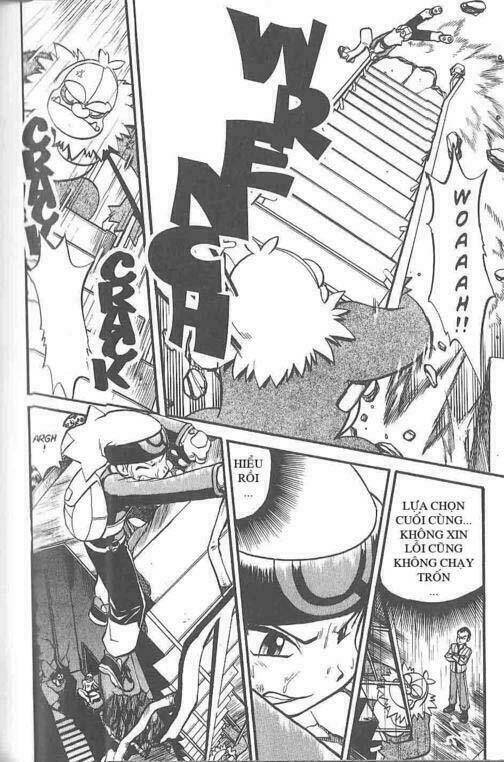 WRENCH
WOAAAH!!
CRACK
CRACK
LỰA CHỌN
CUỐI CÙNG...
KHÔNG XIN
LỖI CŨNG
KHÔNG CHẠY
TRỐN
...
HIỂU
RỒI
...
ARGH
!